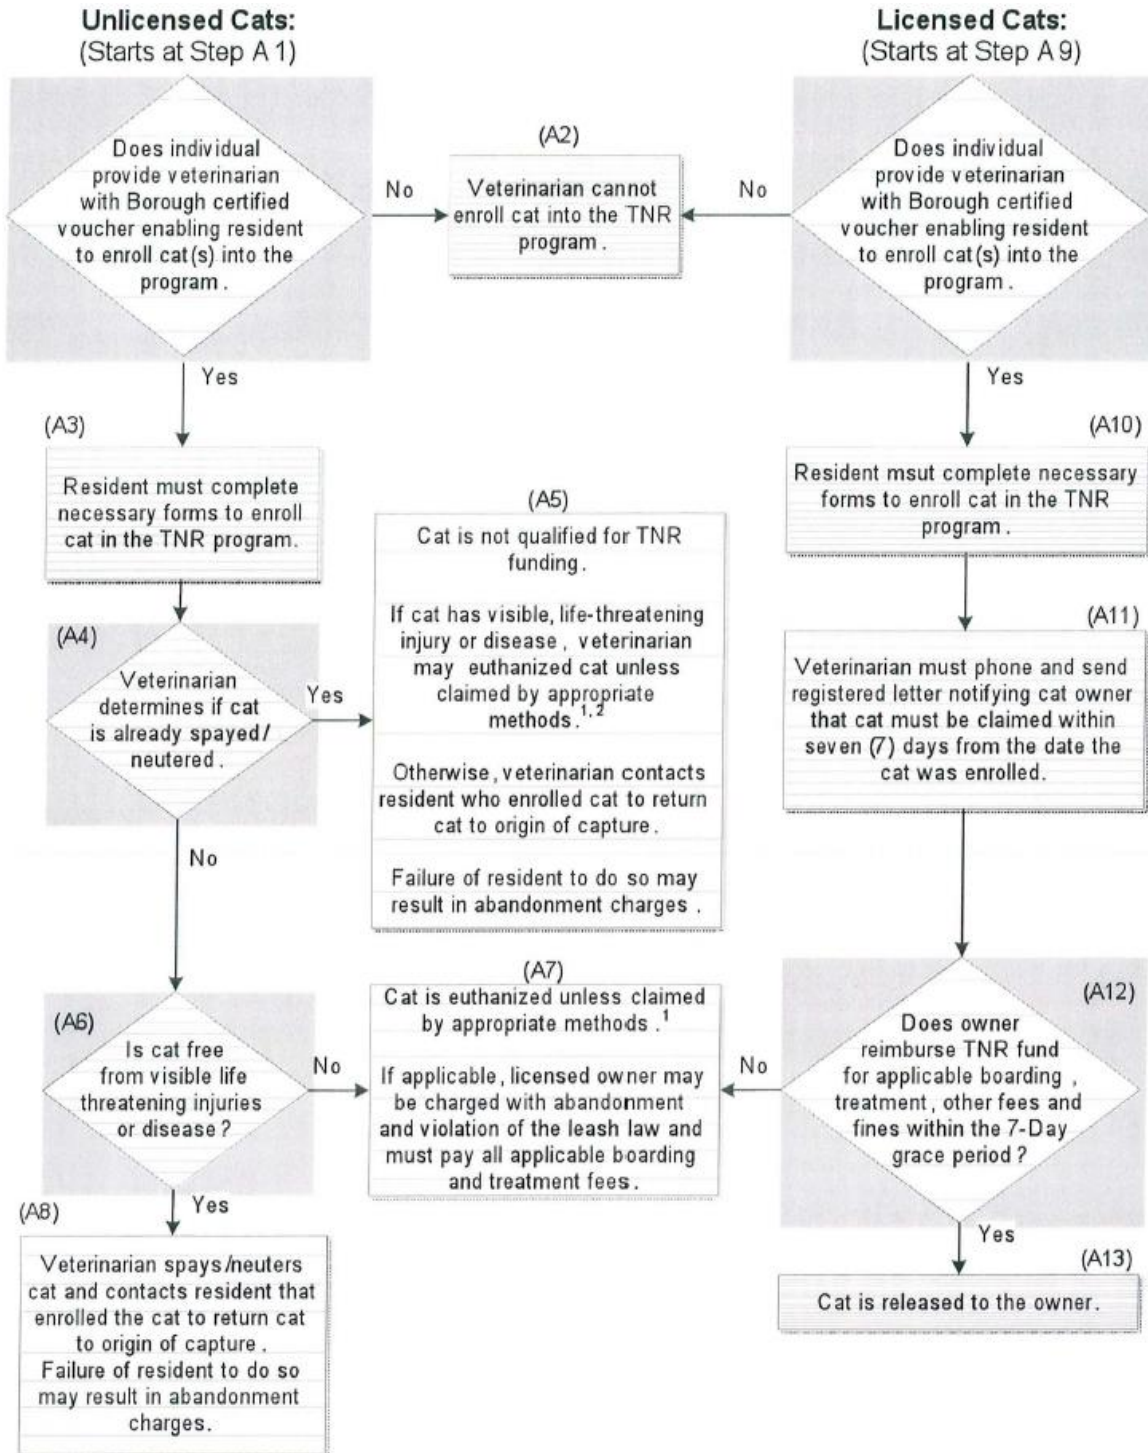 Unlicensed Cats:
(Starts at Step A 1)
Licensed Cats:
(Starts at Step A 9)
Does individual
provide veterinarian
with Borough certified
voucher enabling resident
to enroll cat(s) into the
program.
No
(A2)
Veterinarian cannot
enroll cat into the TNR
program.
No
Does individual
provide veterinarian
with Borough certified
voucher enabling resident
to enroll cat(s) into the
program.
Yes
Yes
(A3)
Resident must complete
necessary forms to enroll
cat in the TNR program.
(A10)
Resident msut complete necessary
forms to enroll cat in the TNR
program.
(A4)
Veterinarian
determines if cat
is already spayed/
neutered.
Yes
(A5)
Cat is not qualified for TNR
funding.
If cat has visible, life-threatening
injury or disease, veterinarian
may euthanized cat unless
claimed by appropriate
methods.1,2
Otherwise, veterinarian contacts
resident who enrolled cat to return
cat to origin of capture.
Failure of resident to do so may
result in abandonment charges.
(A11)
Veterinarian must phone and send
registered letter notifying cat owner
that cat must be claimed within
seven (7) days from the date the
cat was enrolled.
No
(A6)
Is cat free
from visible life
threatening injuries
or disease?
No
(A7)
Cat is euthanized unless claimed
by appropriate methods.1
If applicable, licensed owner may
be charged with abandonment
and violation of the leash law and
must pay all applicable boarding
and treatment fees.
No
(A12)
Does owner
reimburse TNR fund
for applicable boarding,
treatment, other fees and
fines within the 7-Day
grace period?
Yes
(A8)
Veterinarian spays/neuters
cat and contacts resident that
enrolled the cat to return cat
to origin of capture.
Failure of resident to do so
may result in abandonment
charges.
Yes
(A13)
Cat is released to the owner.